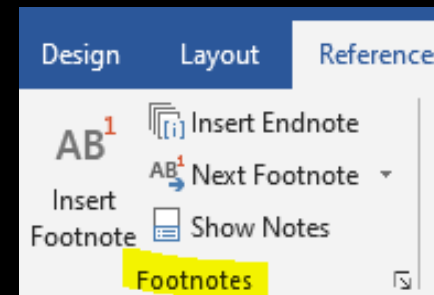 Design Layout Reference
AB1 Insert Endnote
AB1 Next Footnote
Insert Footnote
Show Notes
Footnotes